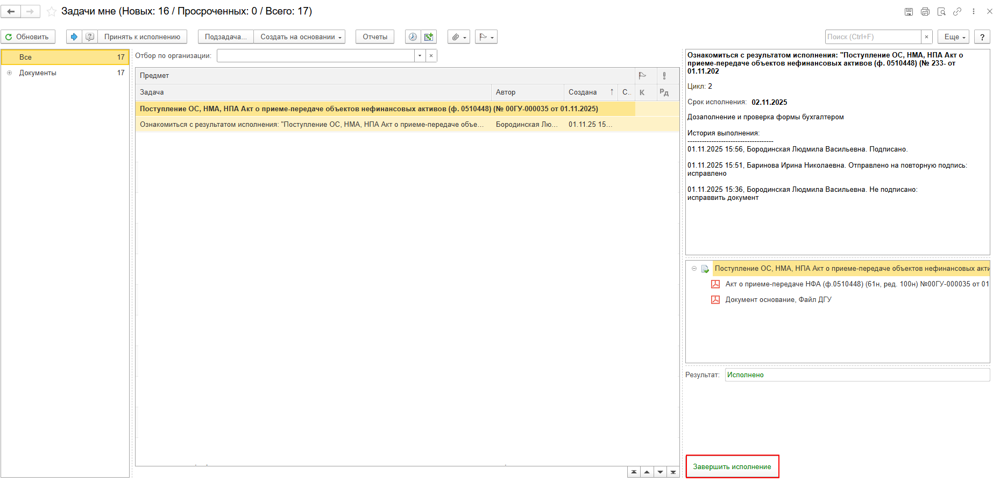 Задачи мне (Новых: 16 / Просроченных: 0 / Всего: 17)
Обновить
Принять к исполнению
Подзадача...
Создать на основании
Отчеты
Поиск (Ctrl+F)
×
Еще
?
Все 17
Документы 17
Отбор по организации:
×
Предмет
Задача Автор Создана ↑ С.. К Рд
Поступление ОС, НМА, НПА Акт о приеме-передаче объектов нефинансовых активов (ф. 0510448) (№ 00ГУ-000035 от 01.11.2025)
Ознакомиться с результатом исполнения: "Поступление ОС, НМА, НПА Акт о приеме-передаче объе... Бородинская Лю... 01.11.25 15...
Ознакомиться с результатом исполнения: "Поступление ОС, НМА, НПА Акт о
приеме-передаче объектов нефинансовых активов (ф. 0510448) (№ 233- от
01.11.202
Цикл: 2
Срок исполнения: 02.11.2025
Дозаполнение и проверка формы бухгалтером
История выполнения:
------------------------------------
01.11.2025 15:56, Бородинская Людмила Васильевна. Подписано.
01.11.2025 15:51, Баринова Ирина Николаевна. Отправлено на повторную подпись:
исправлено
01.11.2025 15:36, Бородинская Людмила Васильевна. Не подписано:
исправвить документ
Поступление ОС, НМА, НПА Акт о приеме-передаче объектов нефинансовых акти
Акт о приеме-передаче НФА (ф.0510448) (61н, ред. 100н) №00ГУ-000035 от 01
Документ основание, Файл ДГУ
Результат: Исполнено
Завершить исполнение